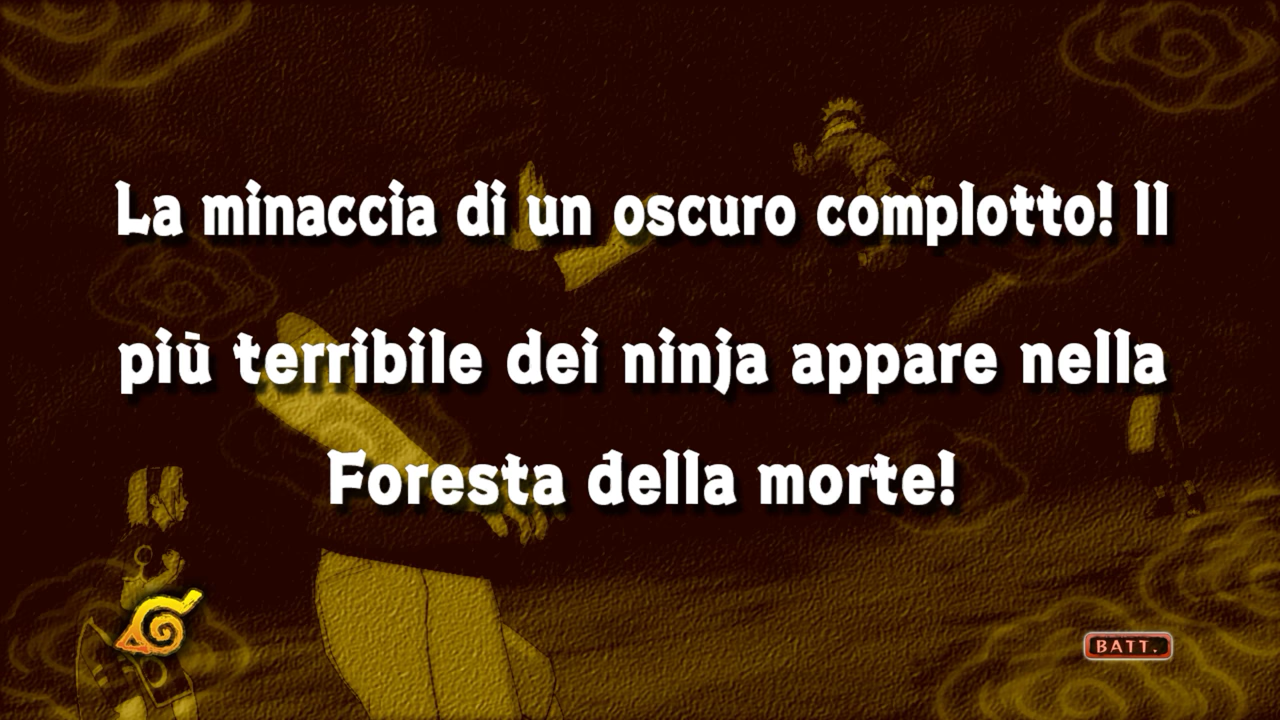 La minaccia di un oscuro complotto! Il
più terribile dei ninja appare nella
Foresta della morte!
BATT.